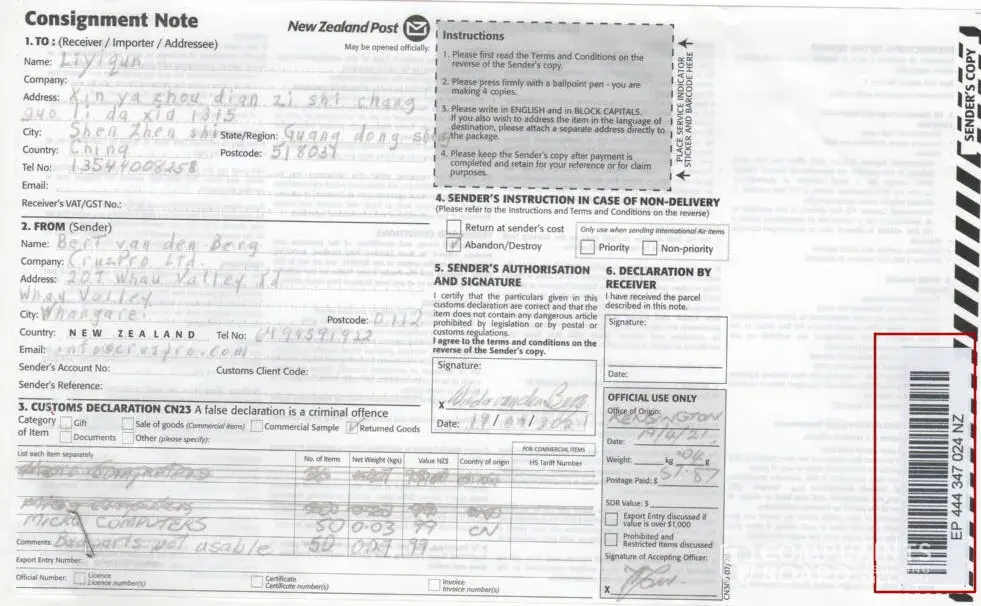 Consignment Note
New Zealand Post
May be opened officially.
1. TO : (Receiver / Importer / Addressee)
Name: Liyiqun
Company:
Address: Xin ya zhou dian zi shi chang
City: Shen Zhen shi State/Region: Guang dong
Country: China Postcode: 518031
Tel No: 13544008258
Email:
Receiver's VAT/GST No.:
2. FROM (Sender)
Name: Bert van den Berg
Company: CruzPro Ltd.
Address: 207 Whau Valley Rd
Whau Valley
City: Whangarei Postcode: 0112
Country: NEW ZEALAND Tel No: 6499591922
Email: info@cruzpro.com
Sender's Account No: Customs Client Code:
Sender's Reference:
3. CUSTOMS DECLARATION CN23 A false declaration is a criminal offence
Category of Item
Gift
Sale of goods (Commercial items)
Commercial Sample
Returned Goods
Documents
Other (please specify):
FOR COMMERCIAL ITEMS
List each item separately No. of items Net Weight (kgs) Value NZ$ Country of origin HS Tariff Number
MICRO COMPUTERS 50 0.03 99 CN
Comments: Bad parts not usable 50 0.027 99
Export Entry Number:
Official Number:
Licence
Licence number(s)
Certificate
Certificate number(s)
Invoice
Invoice number(s)
Instructions
1. Please first read the Terms and Conditions on the
reverse of the Sender's copy.
2. Please press firmly with a ballpoint pen - you are
making 4 copies.
3. Please write in ENGLISH and in BLOCK CAPITALS.
If you also wish to address the item in the language of
destination, please attach a separate address directly to
the package.
4. Please keep the Sender's copy after payment is
completed and retain for your reference or for claim
purposes.
PLACE SERVICE INDICATOR
STICKER AND BARCODE HERE
SENDER'S COPY
4. SENDER'S INSTRUCTION IN CASE OF NON-DELIVERY
(Please refer to the Instructions and Terms and Conditions on the reverse)
Return at sender's cost
Abandon/Destroy
Only use when sending International Air items
Priority
Non-priority
5. SENDER'S AUTHORISATION
AND SIGNATURE
I certify that the particulars given in this
customs declaration are correct and that the
item does not contain any dangerous article
prohibited by legislation or by postal or
customs regulations.
I agree to the terms and conditions on the
reverse of the Sender's copy.
Signature:
X
Date: 19/04/2021
6. DECLARATION BY
RECEIVER
I have received the parcel
described in this note.
Signature:
Date:
OFFICIAL USE ONLY
Office of Origin:
KENSINGTON
Date: 19/4/21
Weight: kg .04 g
Postage Paid: $ 57-87
SOR Value: $
Export Entry discussed if
value is over $1,000
Prohibited and
Restricted items discussed
Signature of Accepting Officer:
X
EP 444 347 024 NZ
COMPLAINTS
BOARD